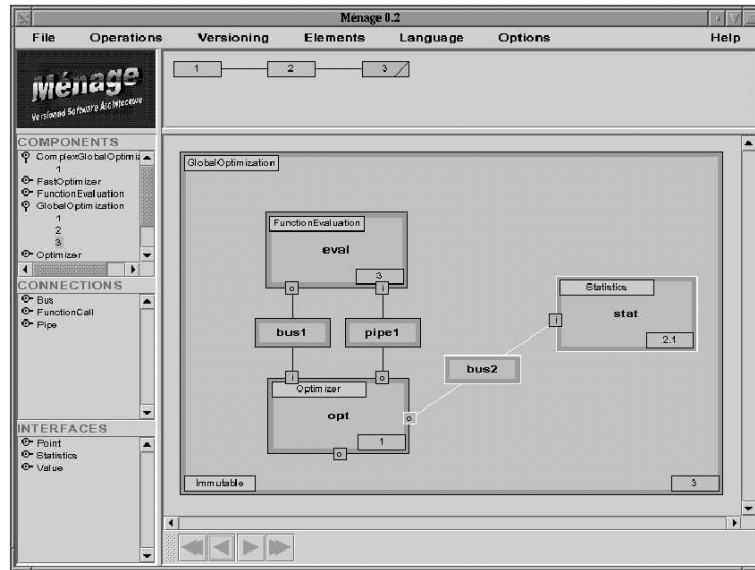 Ménage 0.2
File Operations Versioning Elements Language Options Help
Ménage
Versioned Software Architecture
1 2 3
COMPONENTS
ComplexGlobalOptimiz
1
FastOptimizer
FunctionEvaluation
GlobalOptimization
1
2
3
Optimizer
CONNECTIONS
Bus
FunctionCall
Pipe
INTERFACES
Point
Statistics
Value
GlobalOptimization
FunctionEvaluation
eval
3
o i
bus1 pipe1
i o
Optimizer
opt
1
o
o
bus2
Statistics
i
stat
2.1
Immutable 3